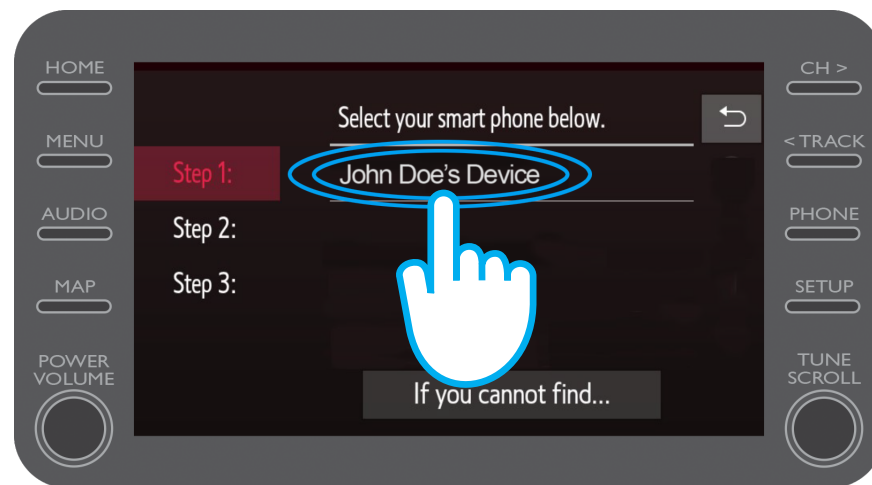 HOME
MENU
AUDIO
MAP
POWER
VOLUME
Select your smart phone below.
Step 1:
John Doe’s Device
Step 2:
Step 3:
If you cannot find...
CH >
< TRACK
PHONE
SETUP
TUNE
SCROLL